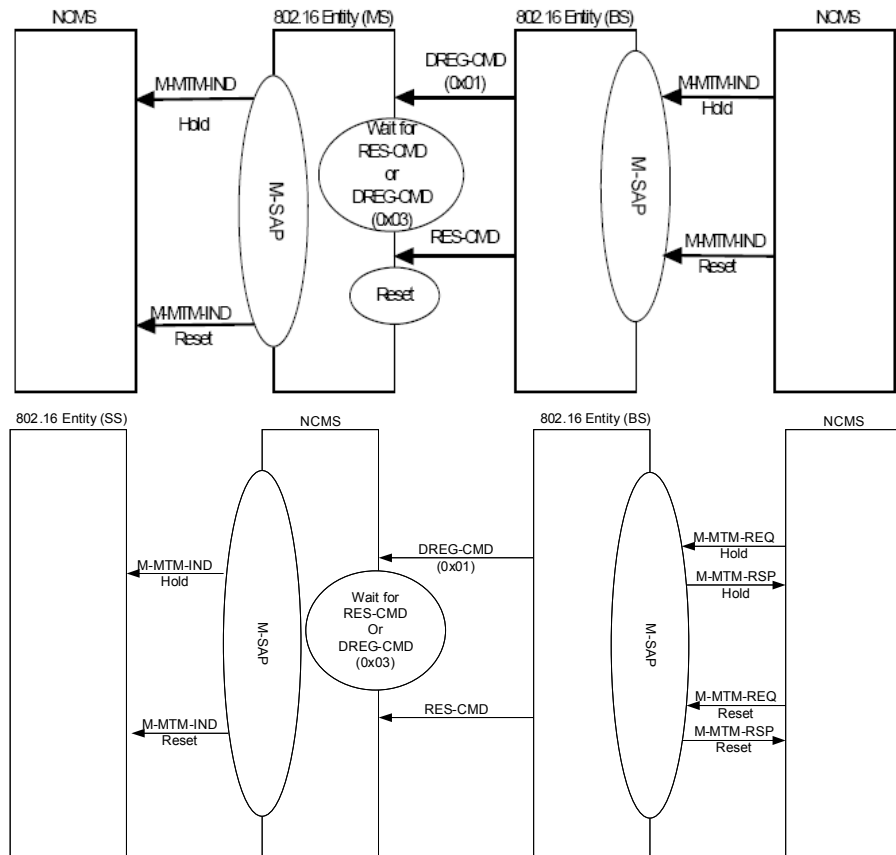 NCMS
802.16 Entity (MS)
802.16 Entity (BS)
NCMS
M-MTM-IND
Hold
DREG-CMD
(0x01)
M-MTM-IND
Hold
Wait for
RES-CMD
or
DREG-CMD
(0x03)
M-SAP
M-SAP
RES-CMD
M-MTM-IND
Reset
Reset
M-MTM-IND
Reset
802.16 Entity (SS)
NCMS
802.16 Entity (BS)
NCMS
M-MTM-REQ
Hold
DREG-CMD
(0x01)
M-MTM-IND
Hold
M-MTM-RSP
Hold
Wait for
RES-CMD
Or
DREG-CMD
(0x03)
M-SAP
M-SAP
M-MTM-REQ
Reset
RES-CMD
M-MTM-IND
Reset
M-MTM-RSP
Reset